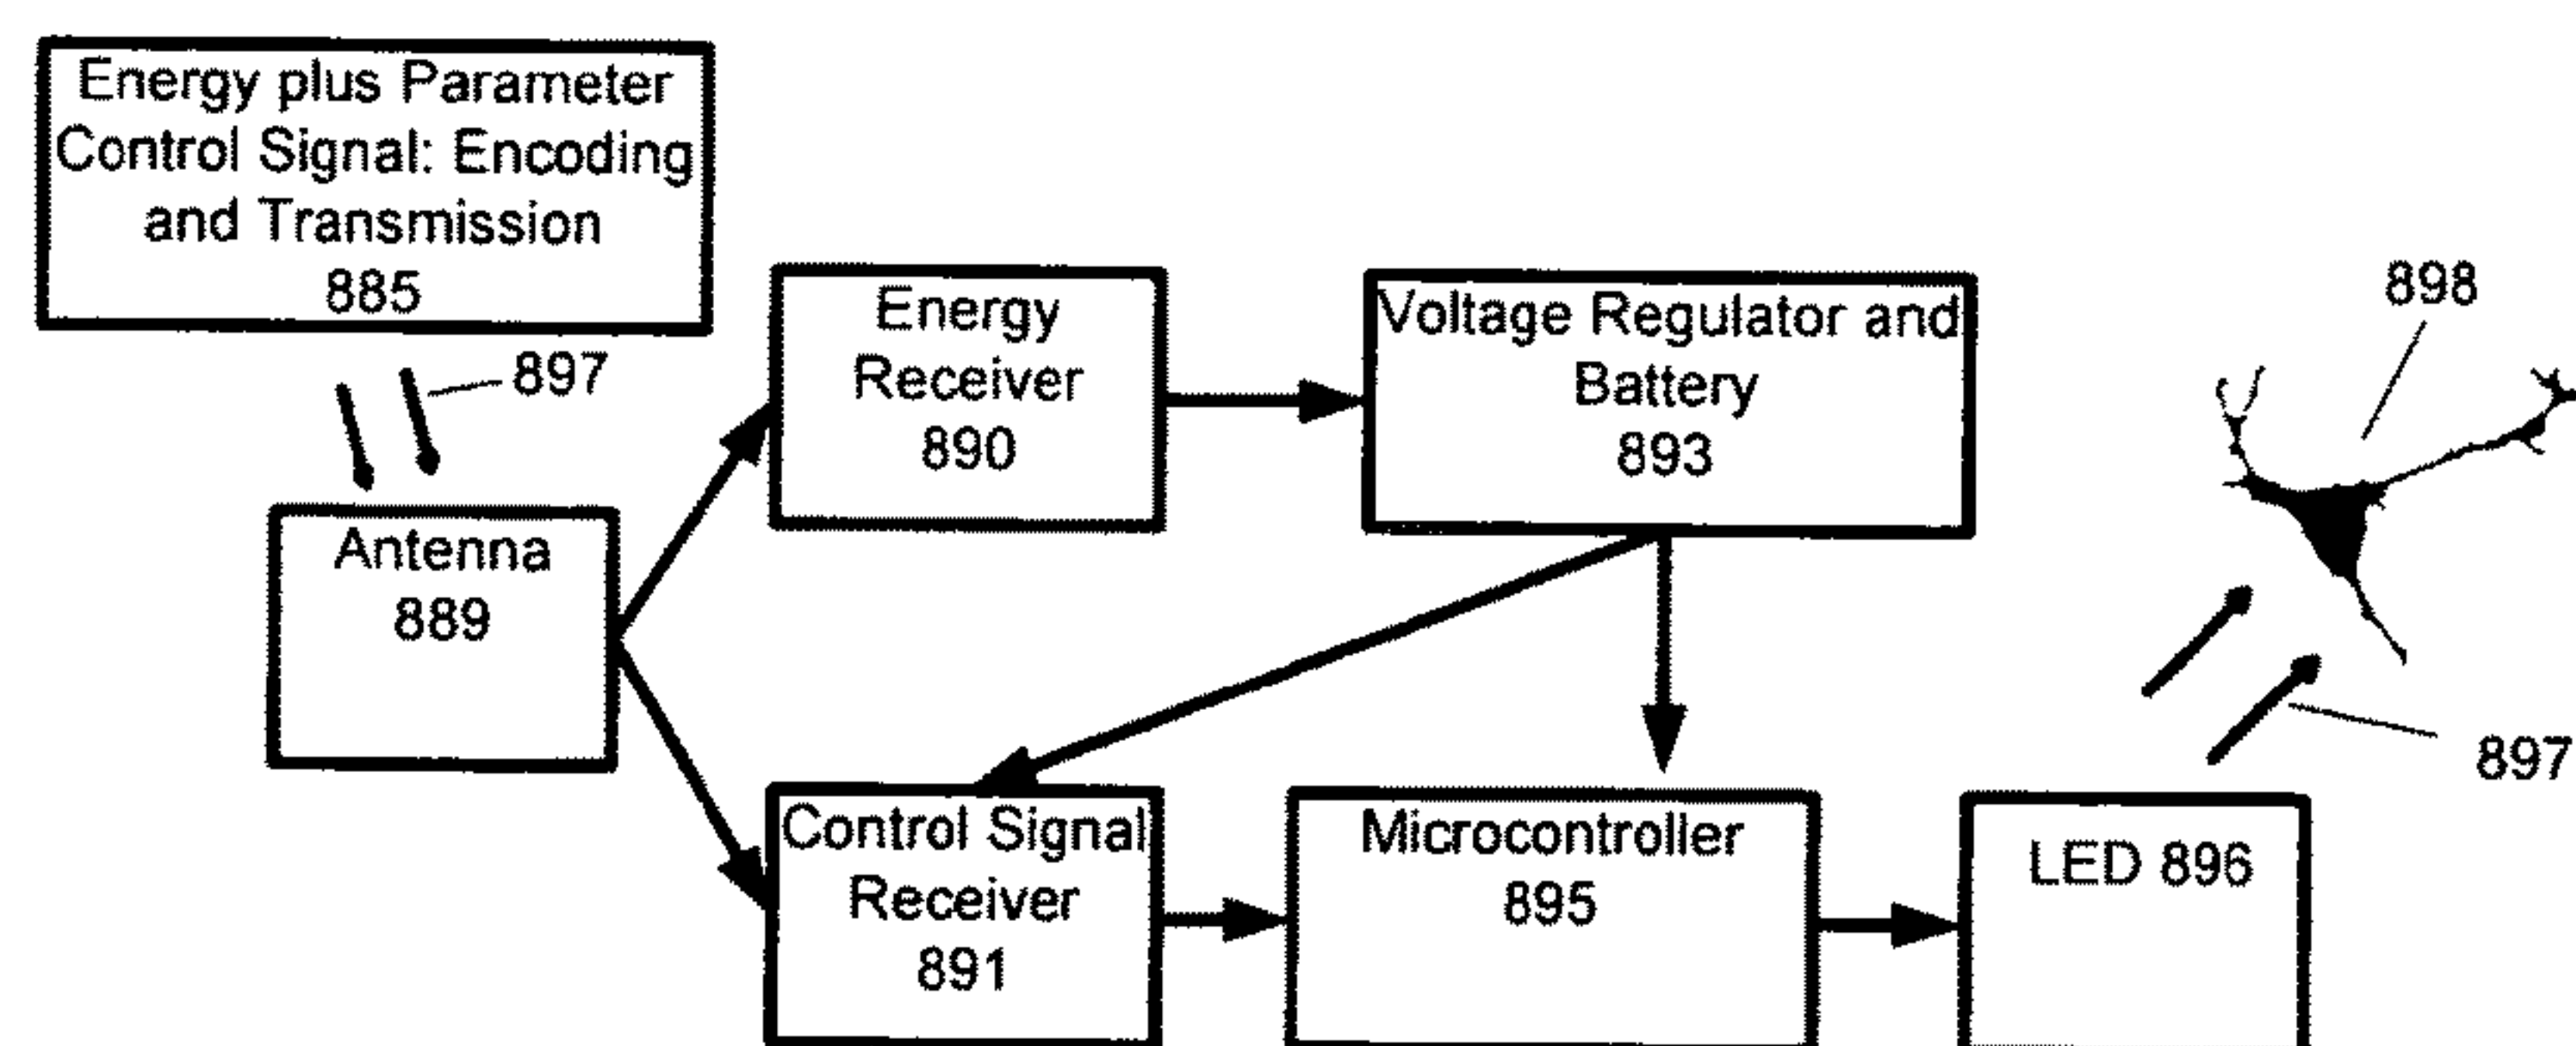 Energy plus Parameter
Control Signal: Encoding
and Transmission
885
897
Antenna
889
Energy
Receiver
890
Voltage Regulator and
Battery
893
898
Control Signal
Receiver
891
Microcontroller
895
LED 896
897